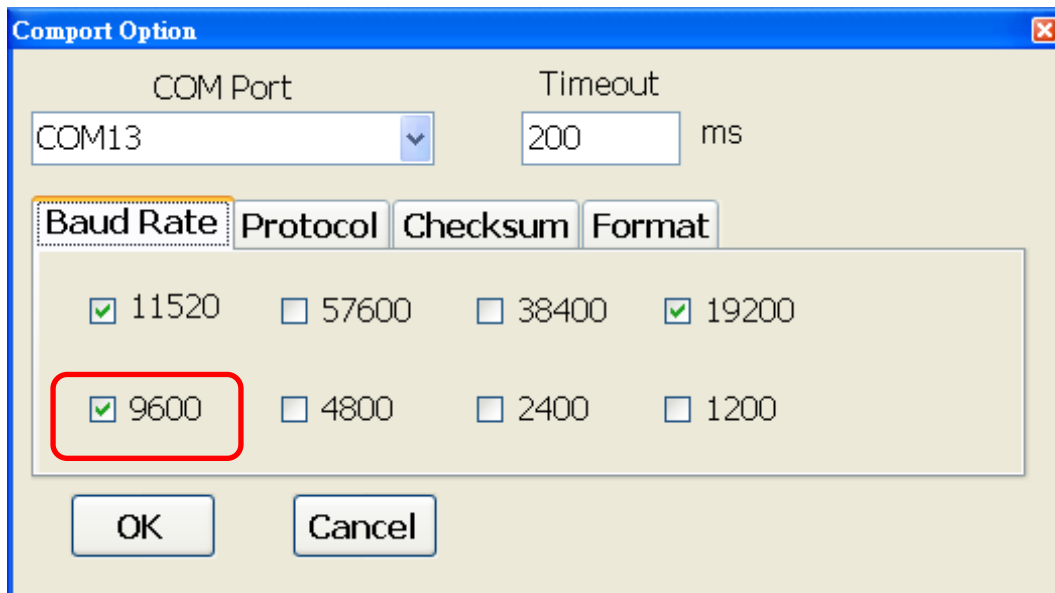 Comport Option
COM Port Timeout
COM13 200 ms
Baud Rate Protocol Checksum Format
11520 57600 38400 19200
9600 4800 2400 1200
OK Cancel